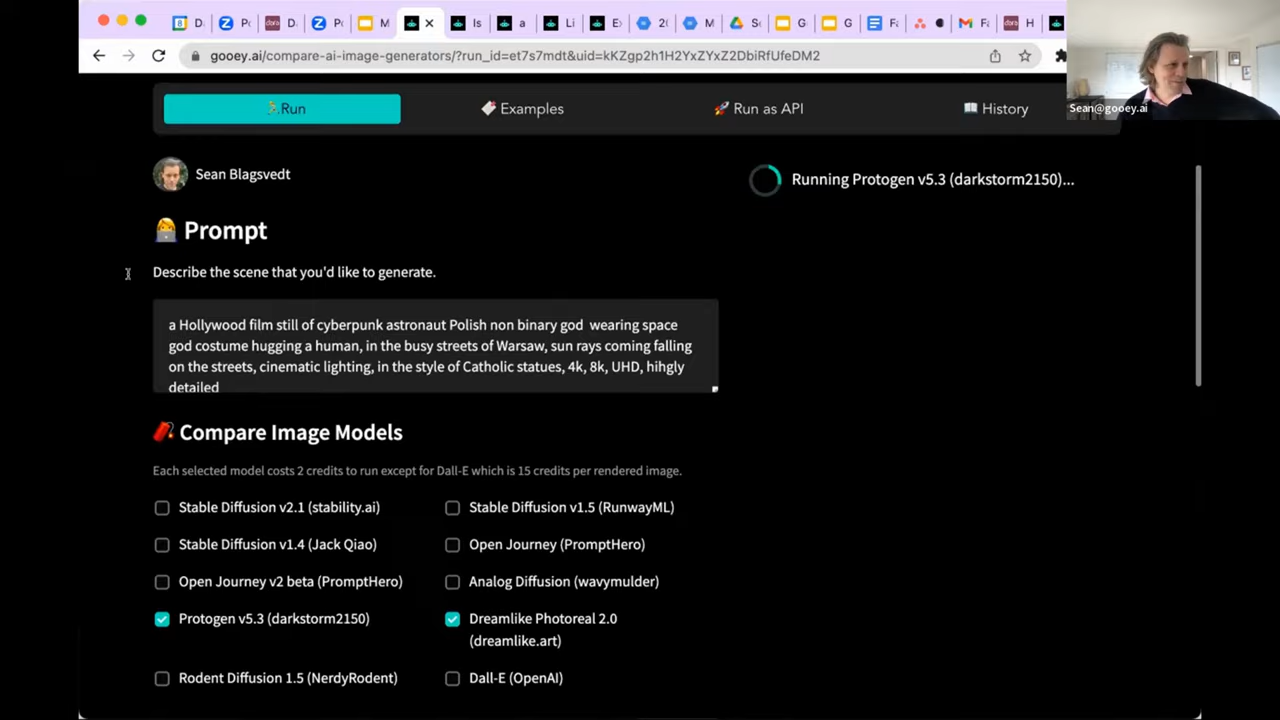 D
P
D
P
M
Is
a
Li
E
20
M
S
G
G
F
F
H
gooey.ai/compare-ai-image-generators/?run_id=et7s7mdt&uid=kKZgp2h1H2YxZYxZ2DbiRfUfeDM2
Sean@gooey.ai
Run
Examples
Run as API
History
Sean Blagsvedt
Running Protogen v5.3 (darkstorm2150)...
Prompt
Describe the scene that you'd like to generate.
a Hollywood film still of cyberpunk astronaut Polish non binary god wearing space
god costume hugging a human, in the busy streets of Warsaw, sun rays coming falling
on the streets, cinematic lighting, in the style of Catholic statues, 4k, 8k, UHD, hihgly
detailed
Compare Image Models
Each selected model costs 2 credits to run except for Dall-E which is 15 credits per rendered image.
Stable Diffusion v2.1 (stability.ai)
Stable Diffusion v1.5 (RunwayML)
Stable Diffusion v1.4 (Jack Qiao)
Open Journey (PromptHero)
Open Journey v2 beta (PromptHero)
Analog Diffusion (wavymulder)
Protogen v5.3 (darkstorm2150)
Dreamlike Photoreal 2.0
(dreamlike.art)
Rodent Diffusion 1.5 (NerdyRodent)
Dall-E (OpenAI)